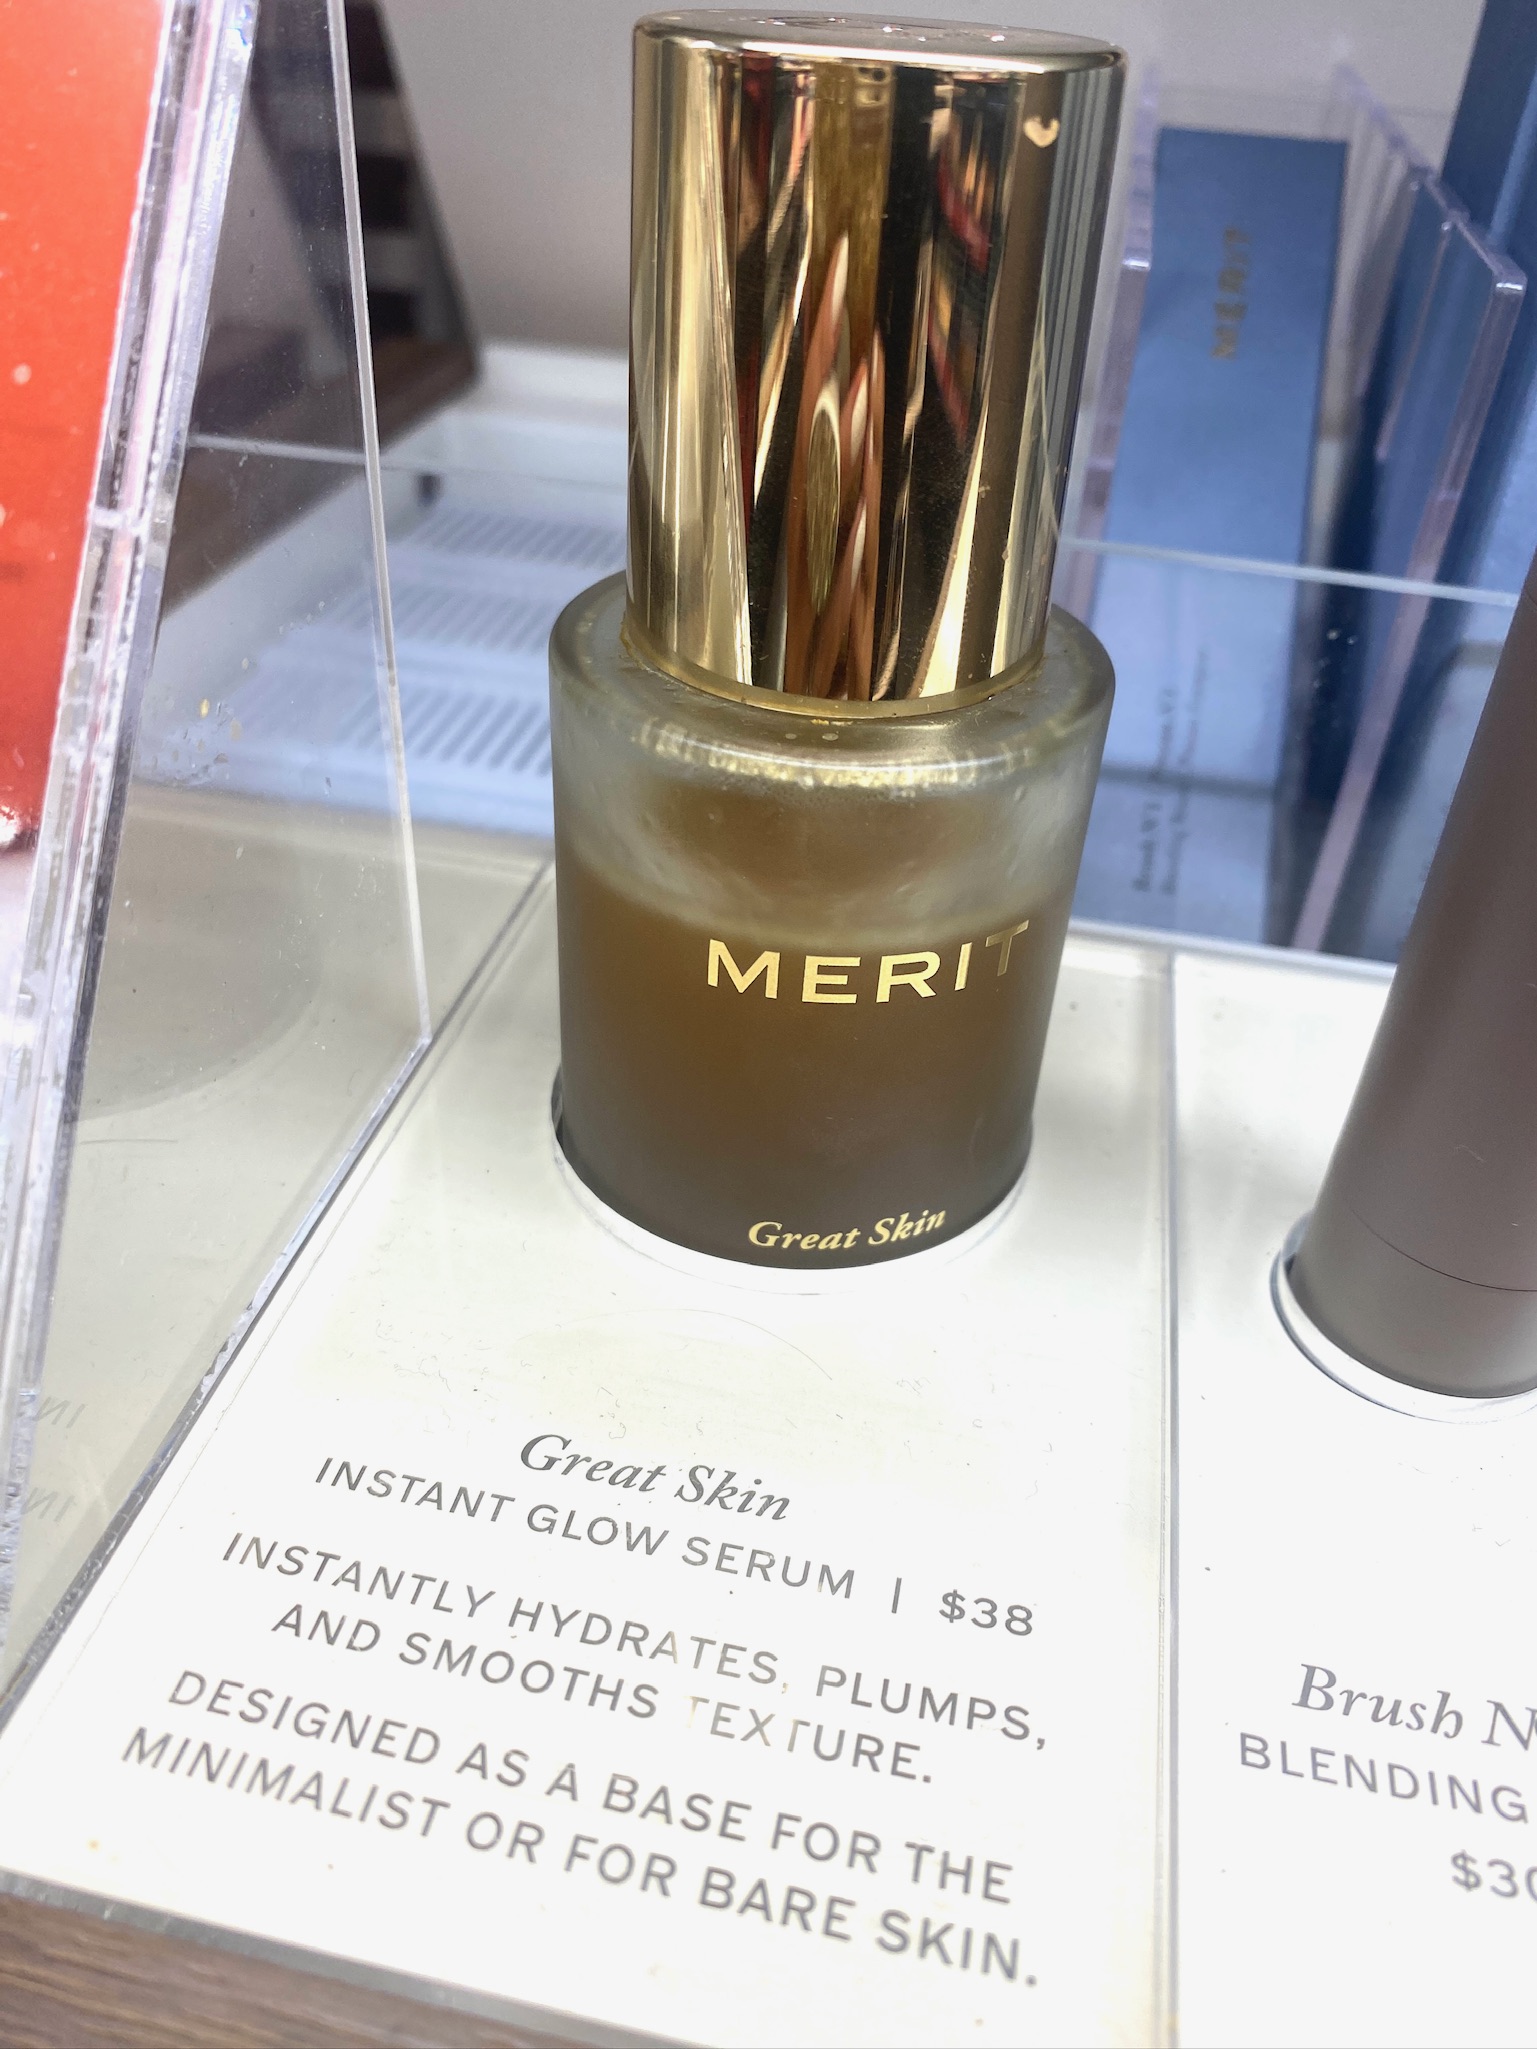 MERIT
MERIT
Great Skin
Great Skin
INSTANT GLOW SERUM | $38
INSTANTLY HYDRATES, PLUMPS,
AND SMOOTHS TEXTURE.
DESIGNED AS A BASE FOR THE
MINIMALIST OR FOR BARE SKIN.
Brush
BLENDING